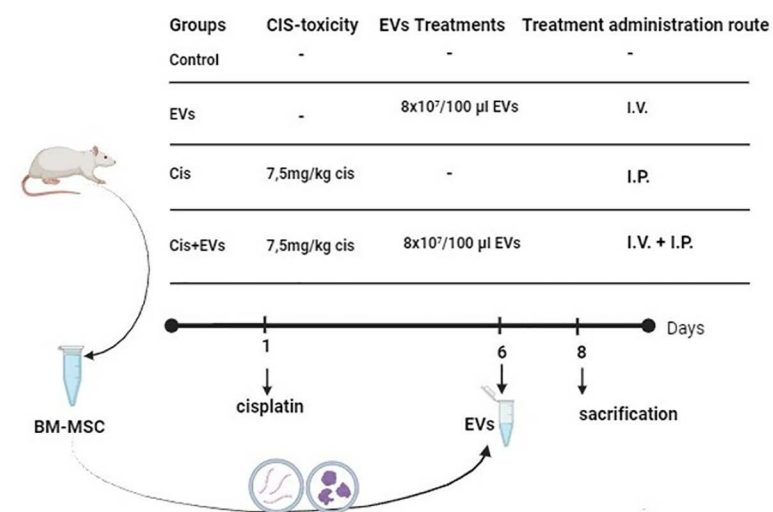 Groups CIS-toxicity EVs Treatments Treatment administration route
Control - - -
EVs - 8x10⁷/100 µl EVs I.V.
Cis 7,5mg/kg cis - I.P.
Cis+EVs 7,5mg/kg cis 8x10⁷/100 µl EVs I.V. + I.P.
Days
1 6 8
cisplatin EVs sacrification
BM-MSC